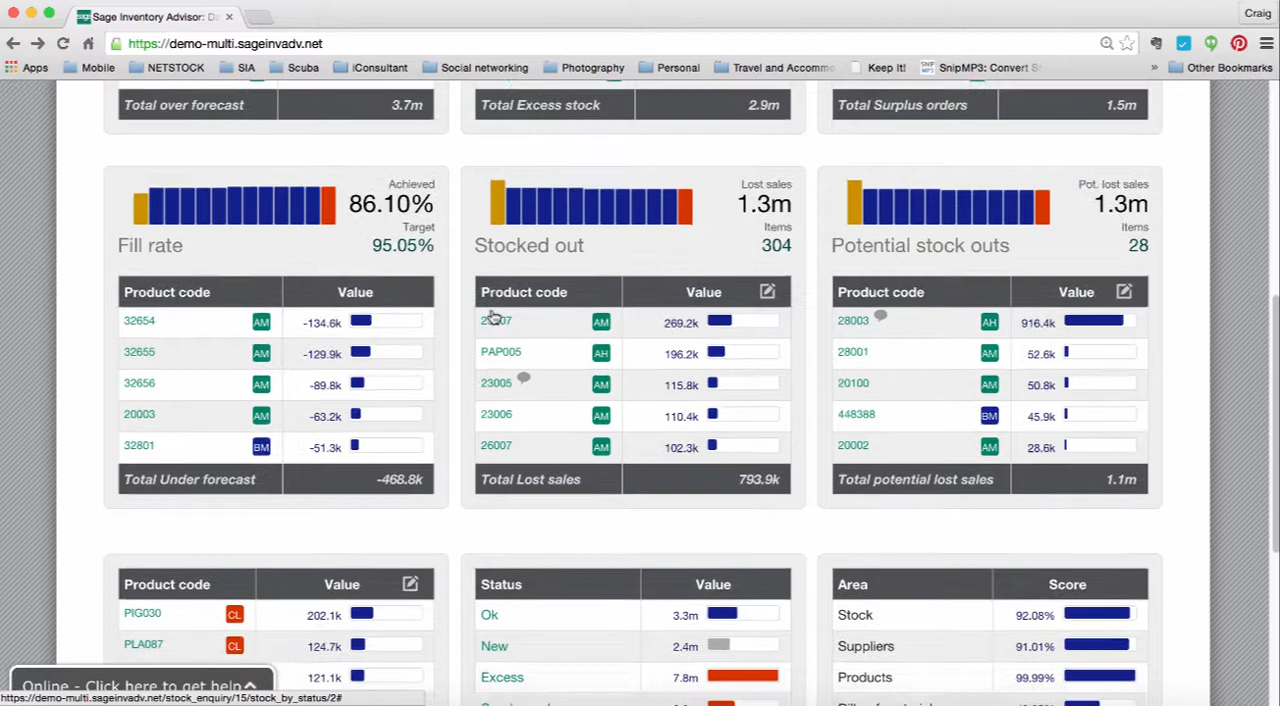 Sage Inventory Advisor: Da
Craig
https://demo-multi.sageinvadv.net
Apps Mobile NETSTOCK SIA Scuba iConsultant Social networking Photography Personal Travel and Accommo Keep It! SnipMP3: Convert Other Bookmarks
Total over forecast 3.7m Total Excess stock 2.9m Total Surplus orders 1.5m
Achieved
86.10%
Target
Fill rate 95.05%
Product code Value
32654 AM -134.6k
32655 AM -129.9k
32656 AM -89.8k
20003 AM -63.2k
32801 BM -51.3k
Total Under forecast -468.8k
Lost sales
1.3m
Items
Stocked out 304
Product code Value
AM 269.2k
PAP005 AH 196.2k
23005 AM 115.8k
23006 AM 110.4k
26007 AM 102.3k
Total Lost sales 793.9k
Pot. lost sales
1.3m
Items
Potential stock outs 28
Product code Value
28003 AH 916.4k
28001 AM 52.6k
20100 AM 50.8k
448388 BM 45.9k
20002 AM 28.6k
Total potential lost sales 1.1m
Product code Value
PIG030 CL 202.1k
PLA087 CL 124.7k
121.1k
Status Value
Ok 3.3m
New 2.4m
Excess 7.8m
Area Score
Stock 92.08%
Suppliers 91.01%
Products 99.99%
Online - Click here to get help
https://demo-multi.sageinvadv.net/stock_enquiry/15/stock_by_status/2#